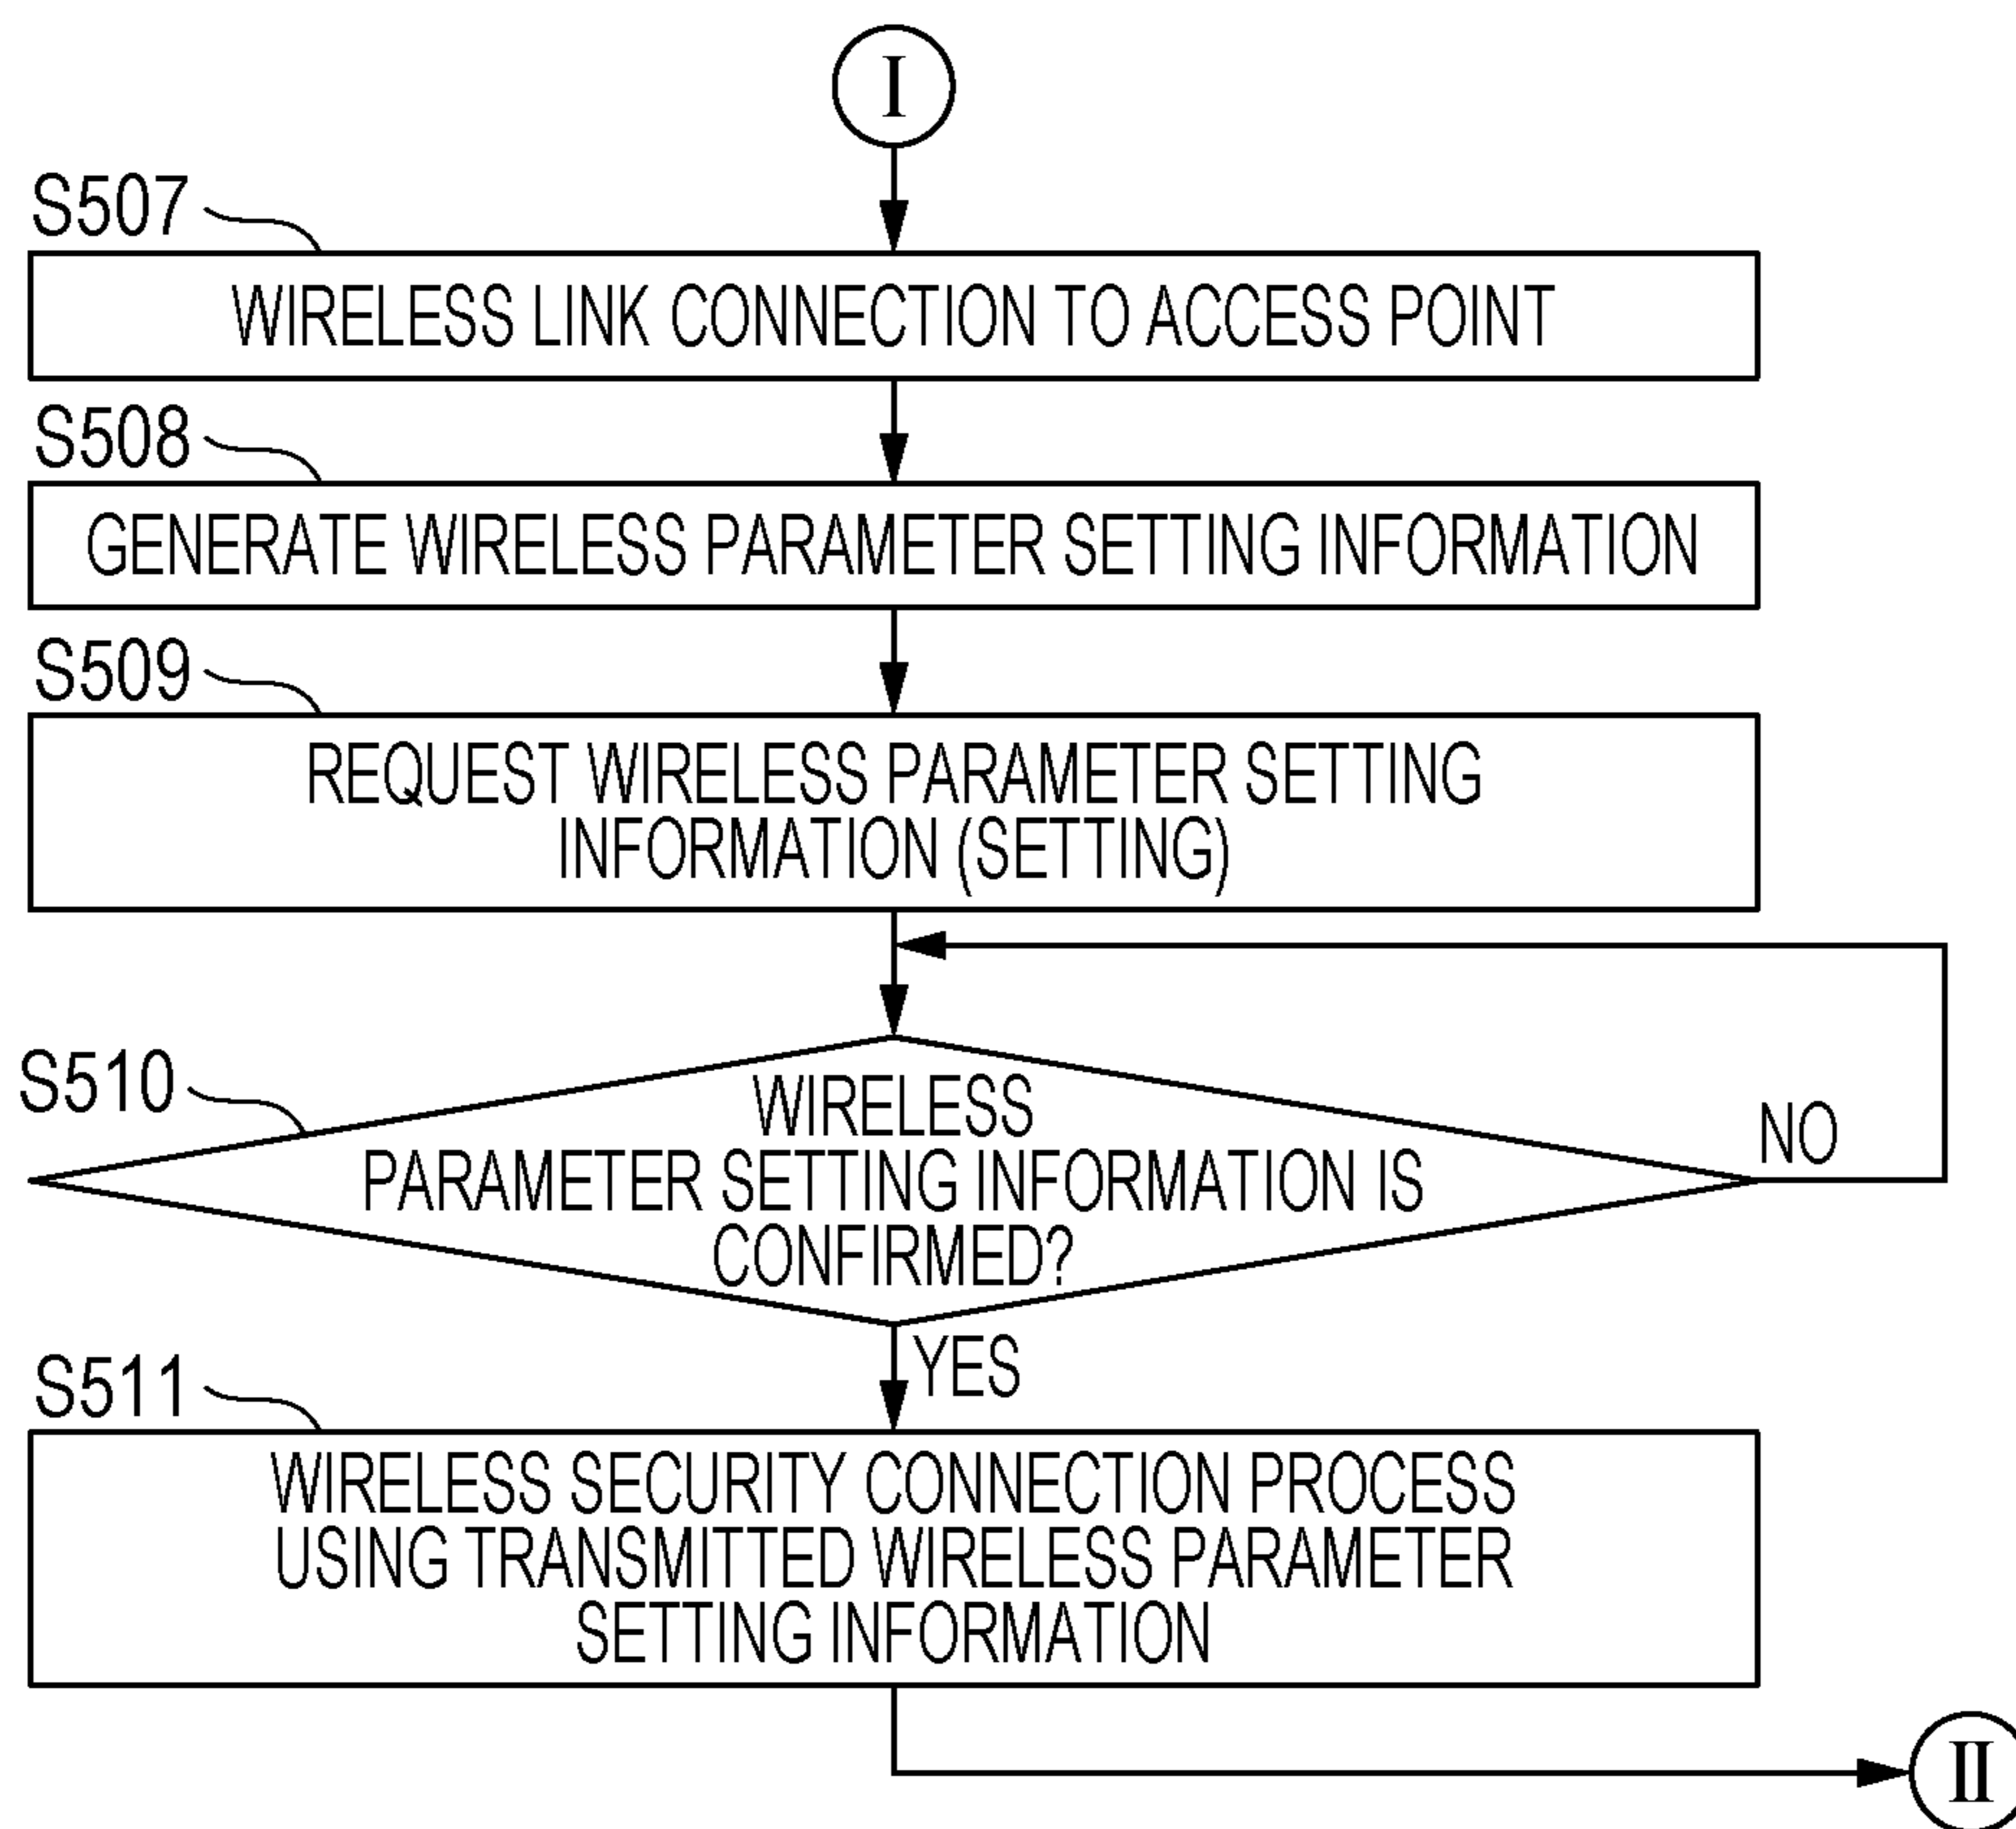 I
S507
WIRELESS LINK CONNECTION TO ACCESS POINT
S508
GENERATE WIRELESS PARAMETER SETTING INFORMATION
S509
REQUEST WIRELESS PARAMETER SETTING
INFORMATION (SETTING)
S510
WIRELESS
PARAMETER SETTING INFORMATION IS
CONFIRMED?
NO
YES
S511
WIRELESS SECURITY CONNECTION PROCESS
USING TRANSMITTED WIRELESS PARAMETER
SETTING INFORMATION
II